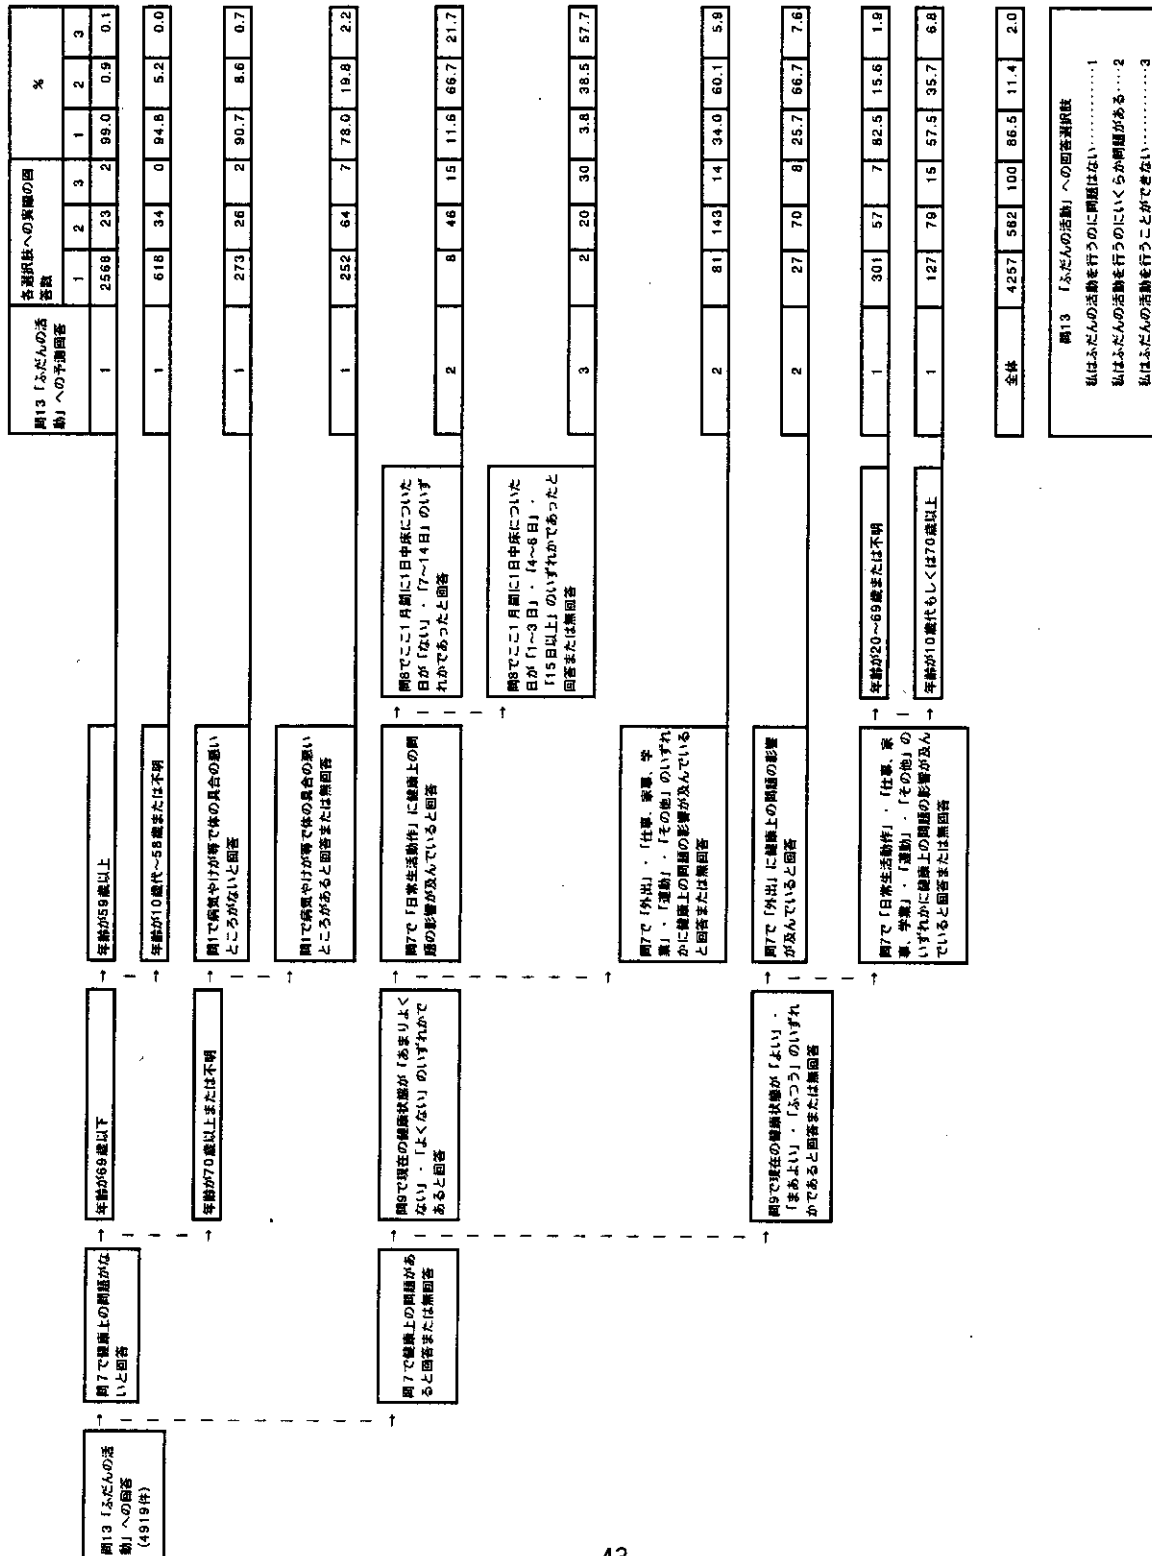 問13「ふだんの活
動」への回答
(4919件)
問7で健康上の問題がな
いと回答
年齢が69歳以下
年齢が59歳以上
年齢が10歳代～58歳または不明
年齢が70歳以上または不明
問1で病気やけが等で体の具合の悪い
ところがないと回答
問1で病気やけが等で体の具合の悪い
ところがあると回答または無回答
問7で健康上の問題があ
ると回答または無回答
問9で現在の健康状態が「あまりよく
ない」・「よくない」のいずれかで
あると回答
問7で「日常生活動作」に健康上の問
題の影響が及んでいると回答
問8でここ1月間に1日中床についた
日が「ない」・「7～14日」のいず
れかであったと回答
問8でここ1月間に1日中床についた
日が「1～3日」・「4～6日」・
「15日以上」のいずれかであったと
回答または無回答
問7で「外出」・「仕事、家事、学
業」・「運動」・「その他」のいずれ
かに健康上の問題の影響が及んでいる
と回答または無回答
問9で現在の健康状態が「よい」・
「まあよい」・「ふつう」のいずれ
かであると回答または無回答
問7で「外出」に健康上の問題の影響
が及んでいると回答
問7で「日常生活動作」・「仕事、家
事、学業」・「運動」・「その他」の
いずれかに健康上の問題の影響が及ん
でいると回答または無回答
年齢が20～69歳または不明
年齢が10歳代もしくは70歳以上
問13「ふだんの活
動」への予測回答
各選択肢への実際の回
答数
%
1 2 3 1 2 3
1 2568 23 2 99.0 0.9 0.1
1 618 34 0 94.8 5.2 0.0
1 273 26 2 90.7 8.6 0.7
1 252 64 7 78.0 19.8 2.2
2 8 46 15 11.6 66.7 21.7
3 2 20 30 3.8 38.5 57.7
2 81 143 14 34.0 60.1 5.9
2 27 70 8 25.7 66.7 7.6
1 301 57 7 82.5 15.6 1.9
1 127 79 15 57.5 35.7 6.8
全体 4257 562 100 86.5 11.4 2.0
問13 「ふだんの活動」への回答選択肢
私はふだんの活動を行うのに問題はない‥‥‥‥‥1
私はふだんの活動を行うのにいくらか問題がある‥‥2
私はふだんの活動を行うことができない‥‥‥‥‥3
43